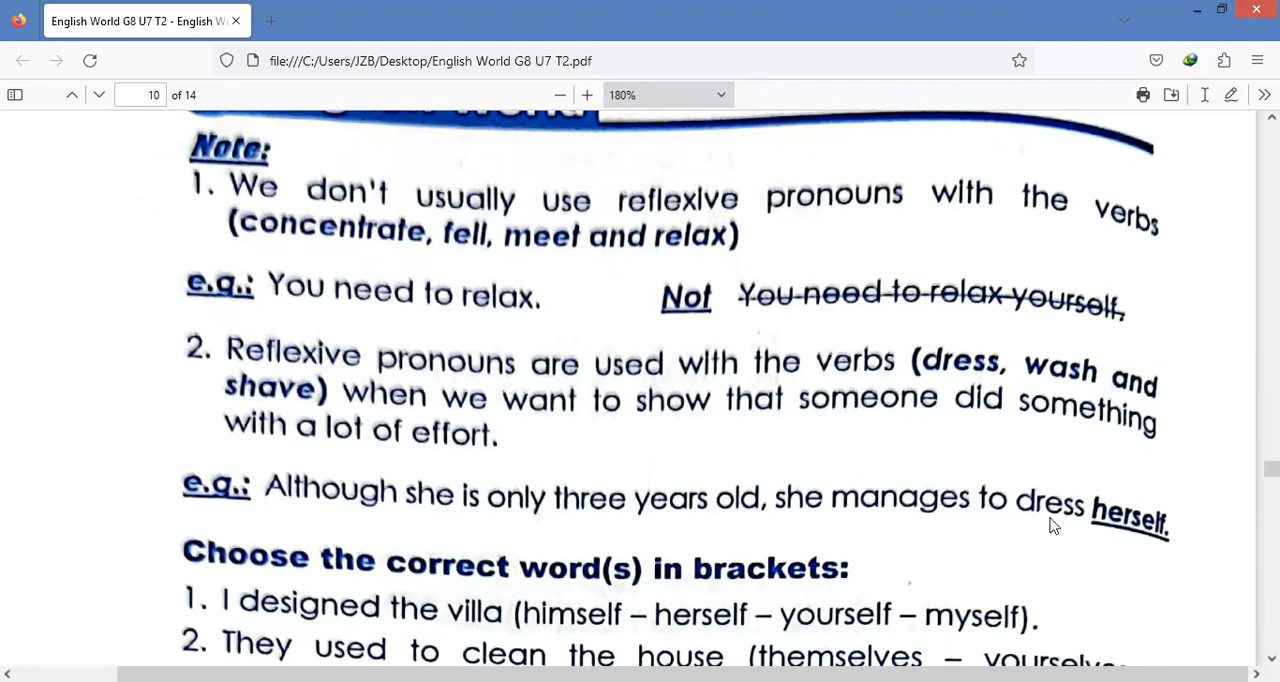 English World G8 U7 T2 - English Wo
file:///C:/Users/JZB/Desktop/English World G8 U7 T2.pdf
10 of 14
180%
Note:
1. We don't usually use reflexive pronouns with the verbs
(concentrate, fell, meet and relax)
e.g.: You need to relax. Not You need to relax yourself.
2. Reflexive pronouns are used with the verbs (dress, wash and
shave) when we want to show that someone did something
with a lot of effort.
e.g.: Although she is only three years old, she manages to dress herself.
Choose the correct word(s) in brackets:
1. I designed the villa (himself – herself – yourself – myself).
2. They used to clean the house (themselves –